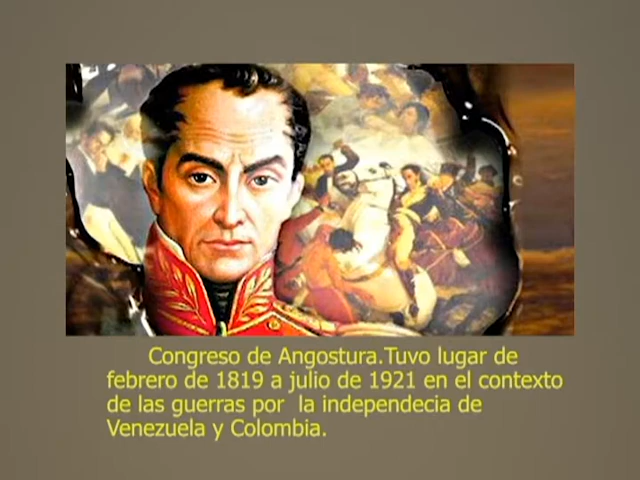 Congreso de Angostura.Tuvo lugar de
febrero de 1819 a julio de 1921 en el contexto
de las guerras por  la independecia de
Venezuela y Colombia.